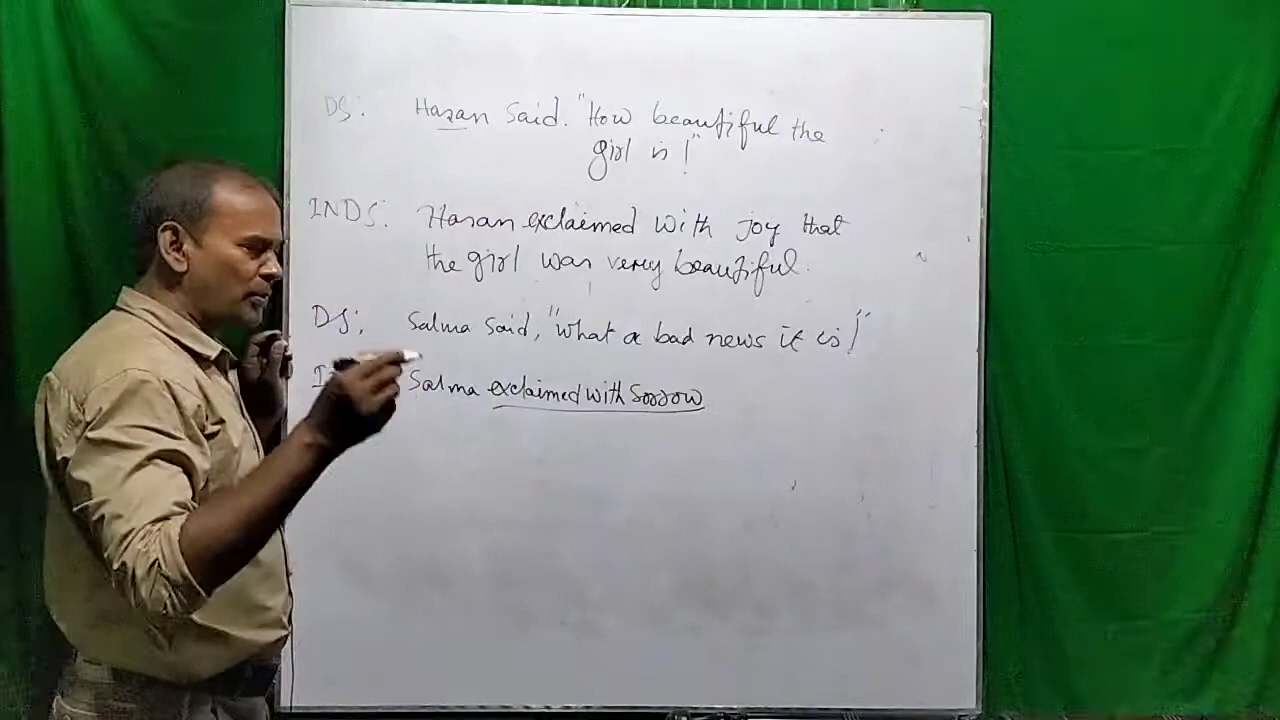 DS: Hasan said. "How beautiful the
girl is!"
INDS: Hasan exclaimed with joy that
the girl was very beautiful.
DS: Salma said, "What a bad news it is!"
I Salma exclaimed with sorrow